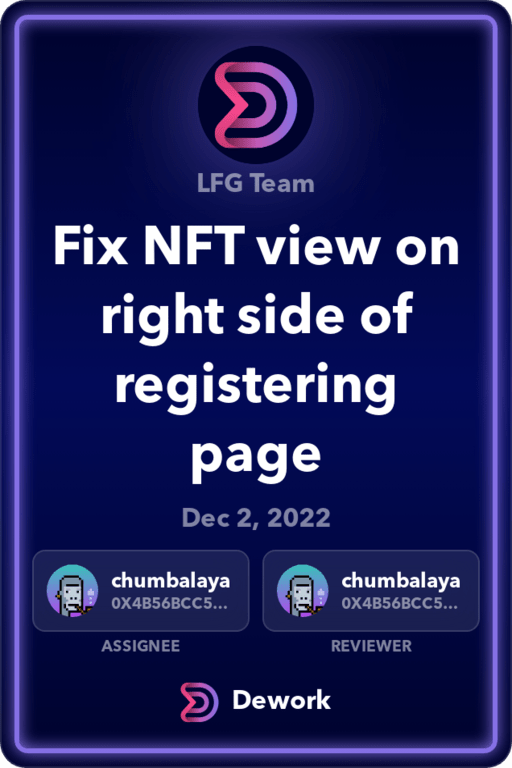 LFG Team
Fix NFT view on
right side of
registering
page
Dec 2, 2022
chumbalaya
0X4B56BCC5...
ASSIGNEE
chumbalaya
0X4B56BCC5...
REVIEWER
Dework